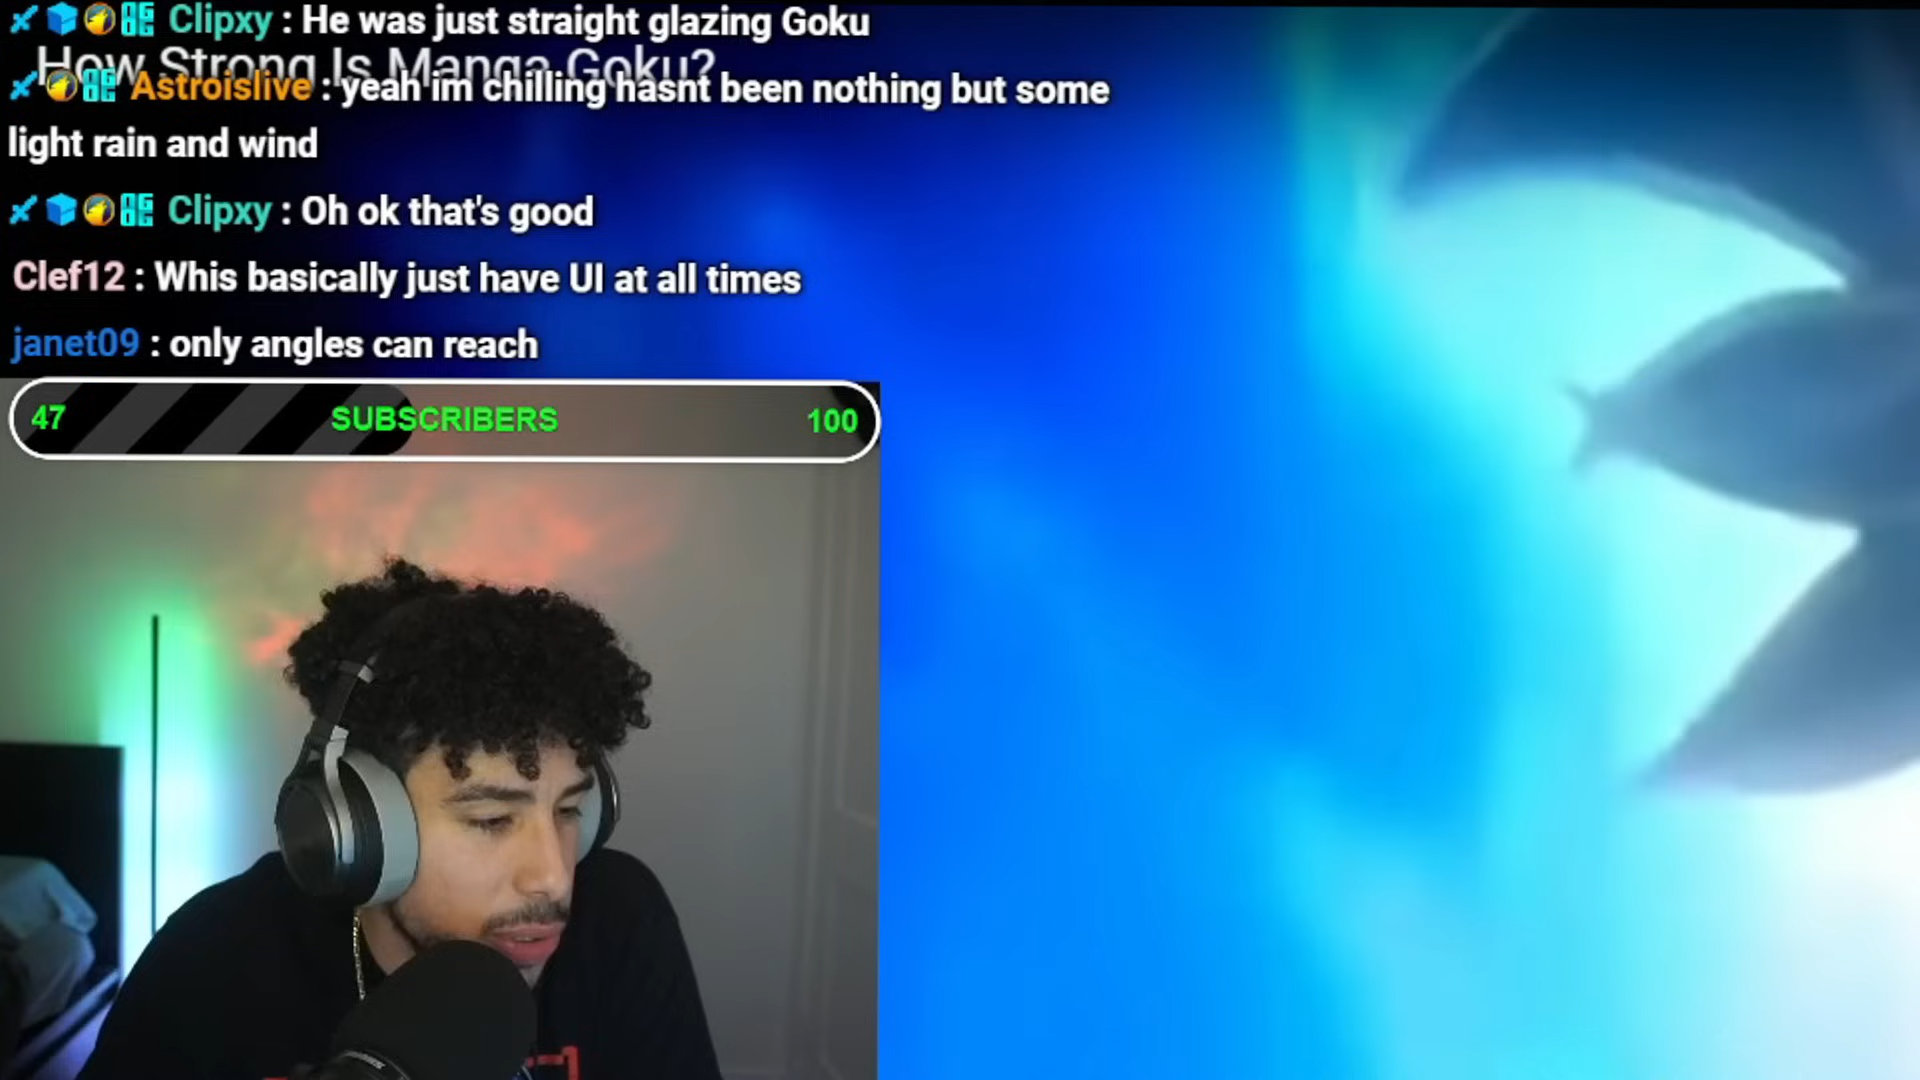 Clipxy : He was just straight glazing Goku
How Strong Is Manga Goku?
Astroislive : yeah im chilling hasnt been nothing but some
light rain and wind
Clipxy : Oh ok that's good
Clef12 : Whis basically just have UI at all times
janet09 : only angles can reach
47 SUBSCRIBERS 100